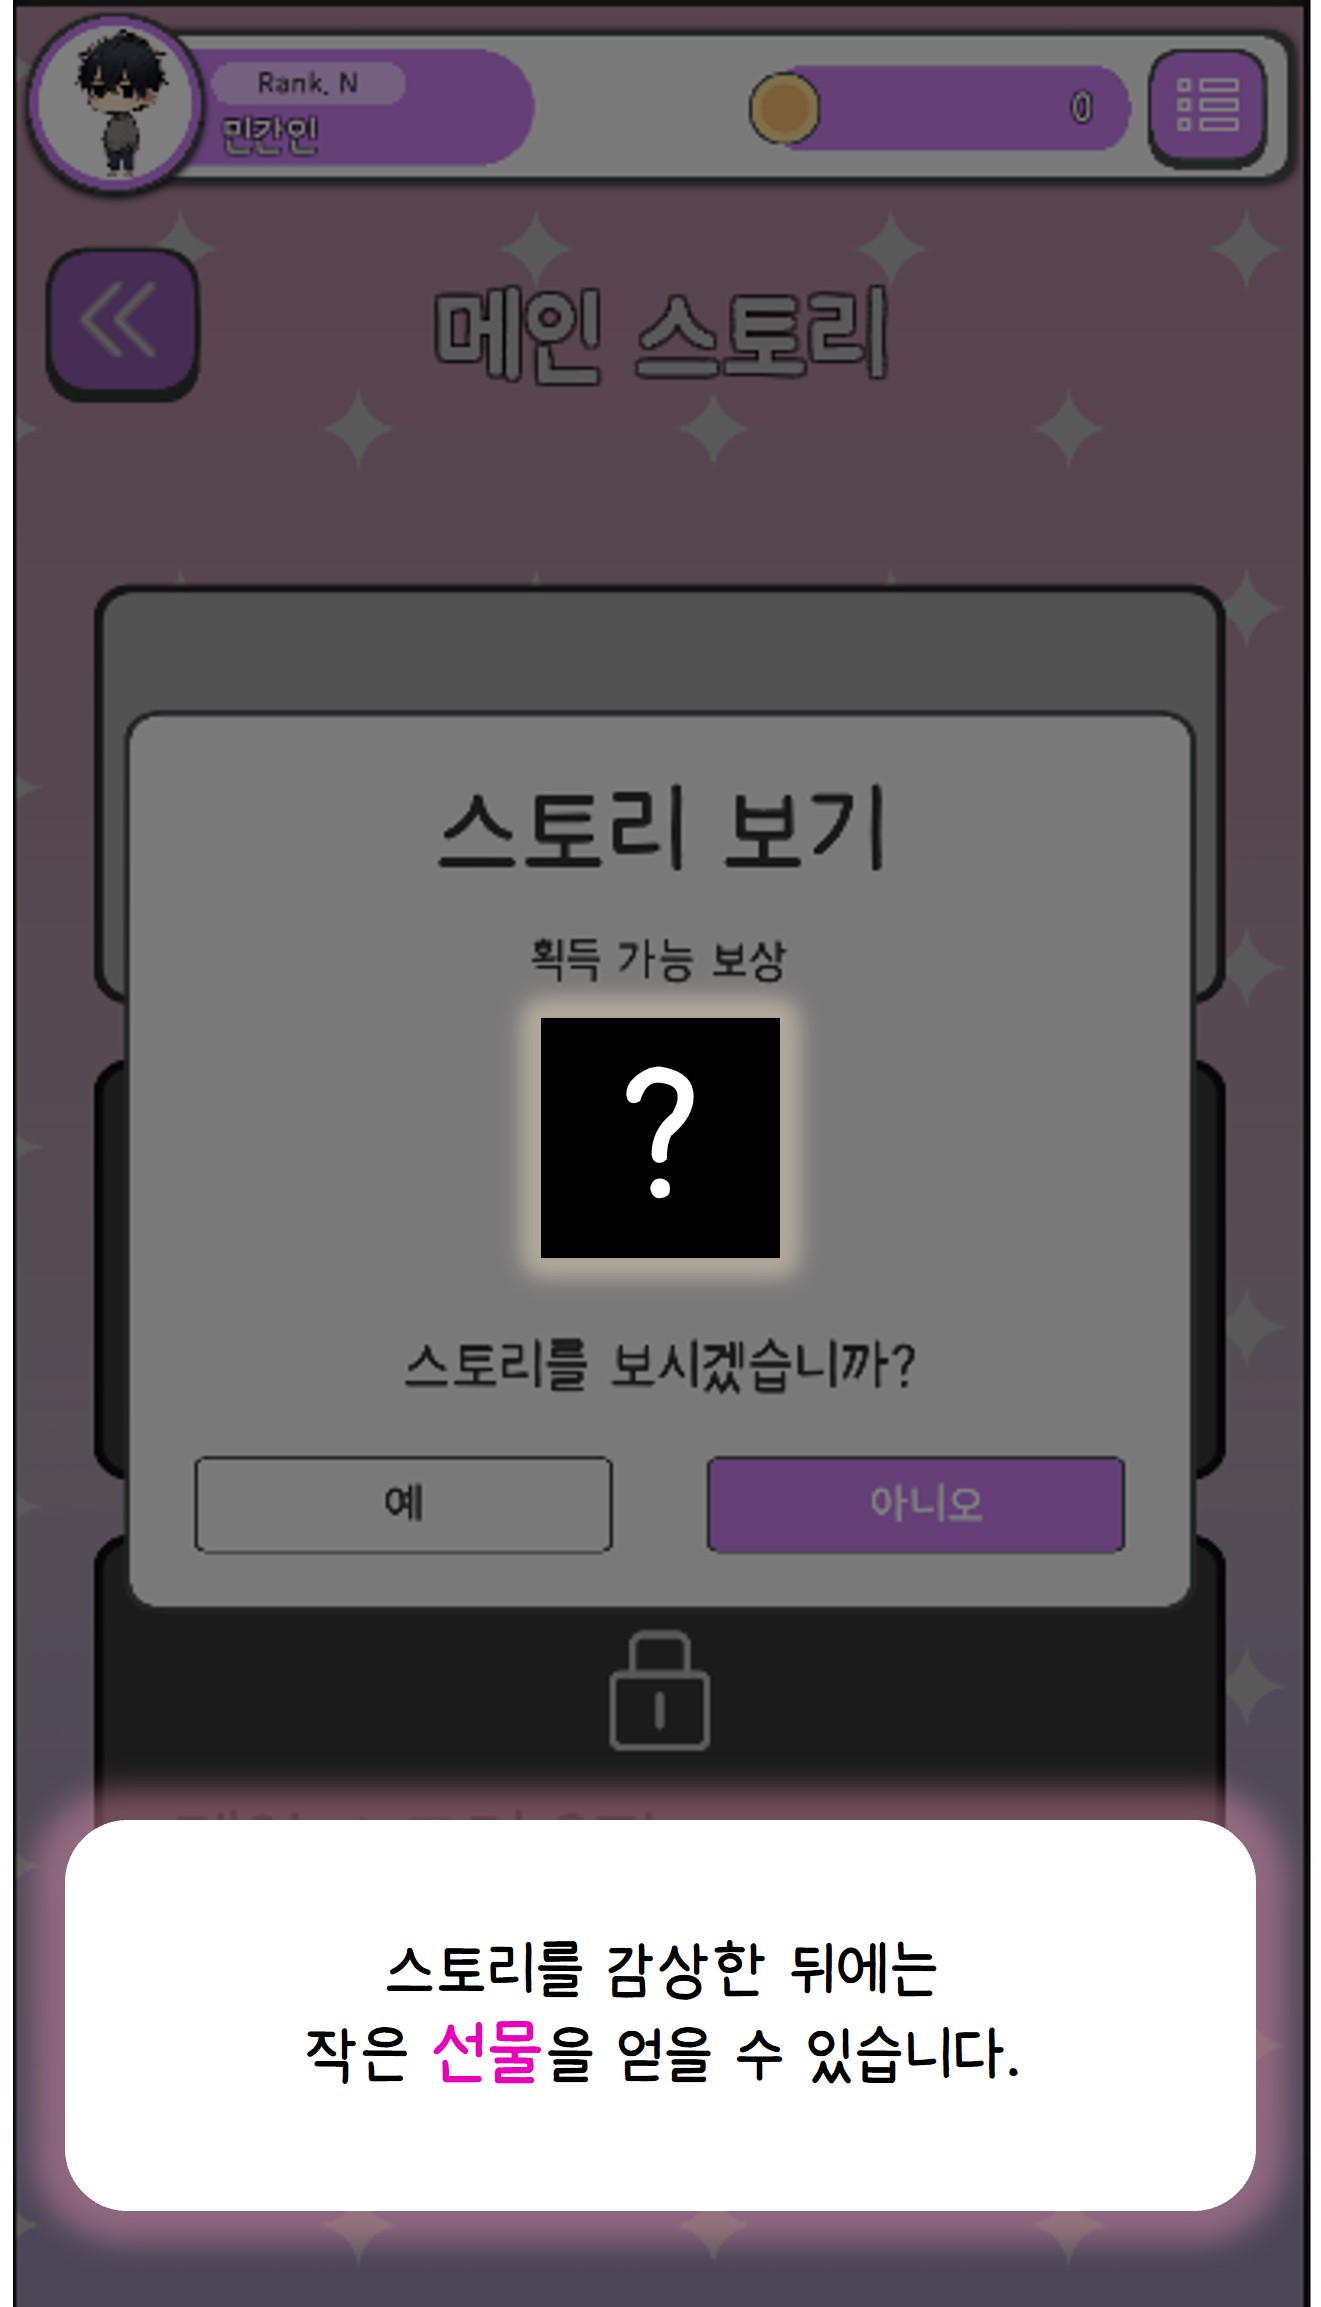 Rank. N
민간인
0
메인 스토리
스토리 보기
획득 가능 보상
?
스토리를 보시겠습니까?
예
아니오
스토리를 감상한 뒤에는
작은 선물을 얻을 수 있습니다.